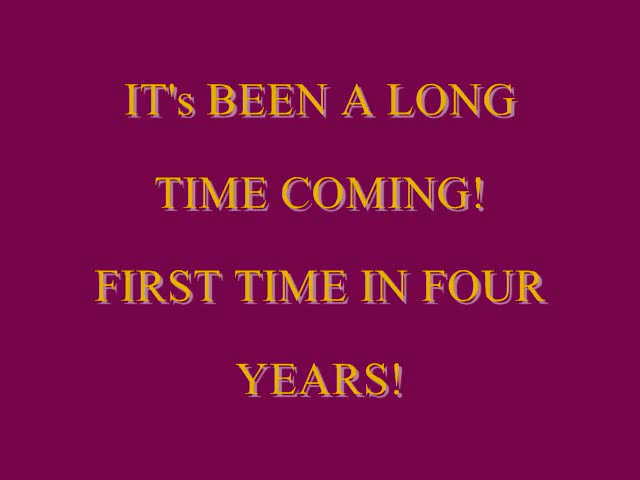 IT's BEEN A LONG
TIME COMING!
FIRST TIME IN FOUR
YEARS!